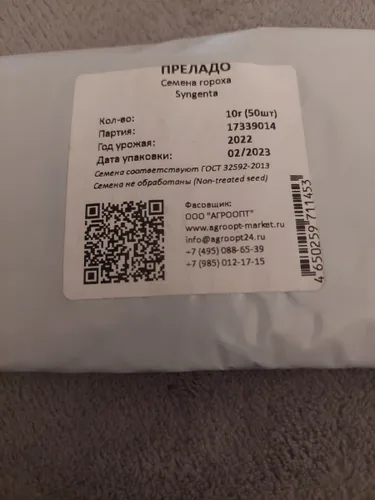 ПРЕЛАДО
Семена гороха
Syngenta
Кол-во: 10г (50шт)
Партия: 17339014
Год урожая: 2022
Дата упаковки: 02/2023
Семена соответствуют ГОСТ 32592-2013
Семена не обработаны (Non-treated seed)
Фасовщик:
ООО "АГРООПТ"
www.agroopt-market.ru
info@agroopt24.ru
+7 (495) 088-65-39
+7 (985) 012-17-15
4 650259 711453